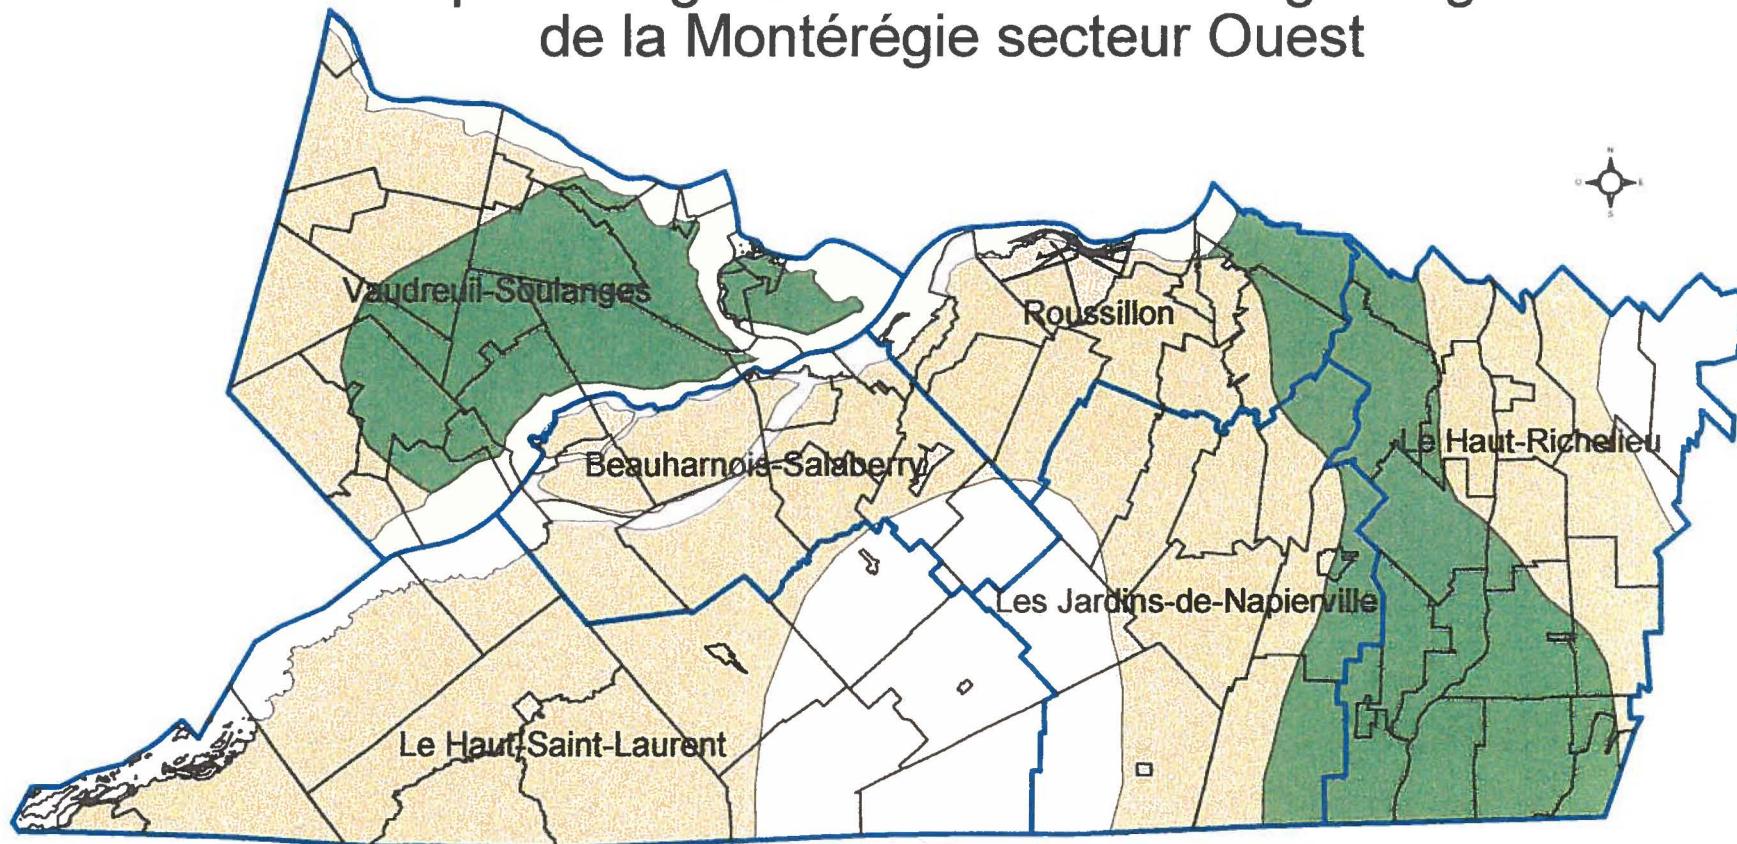 de la Montérégie secteur Ouest
N
O
E
S
Vaudreuil-Soulanges
Roussillon
Le Haut-Richelieu
Beauharnois-Salaberry
Les Jardins-de-Napierville
Le Haut-Saint-Laurent